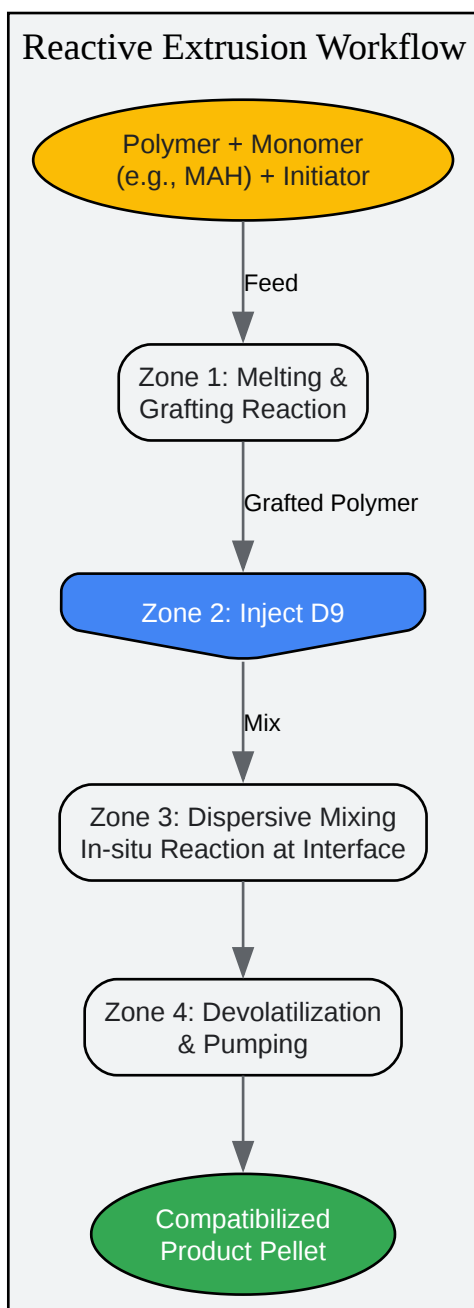 Reactive Extrusion Workflow
Polymer + Monomer
(e.g., MAH) + Initiator
Feed
Zone 1: Melting &
Grafting Reaction
Grafted Polymer
Zone 2: Inject D9
Mix
Zone 3: Dispersive Mixing
In-situ Reaction at Interface
Zone 4: Devolatilization
& Pumping
Compatibilized
Product Pellet